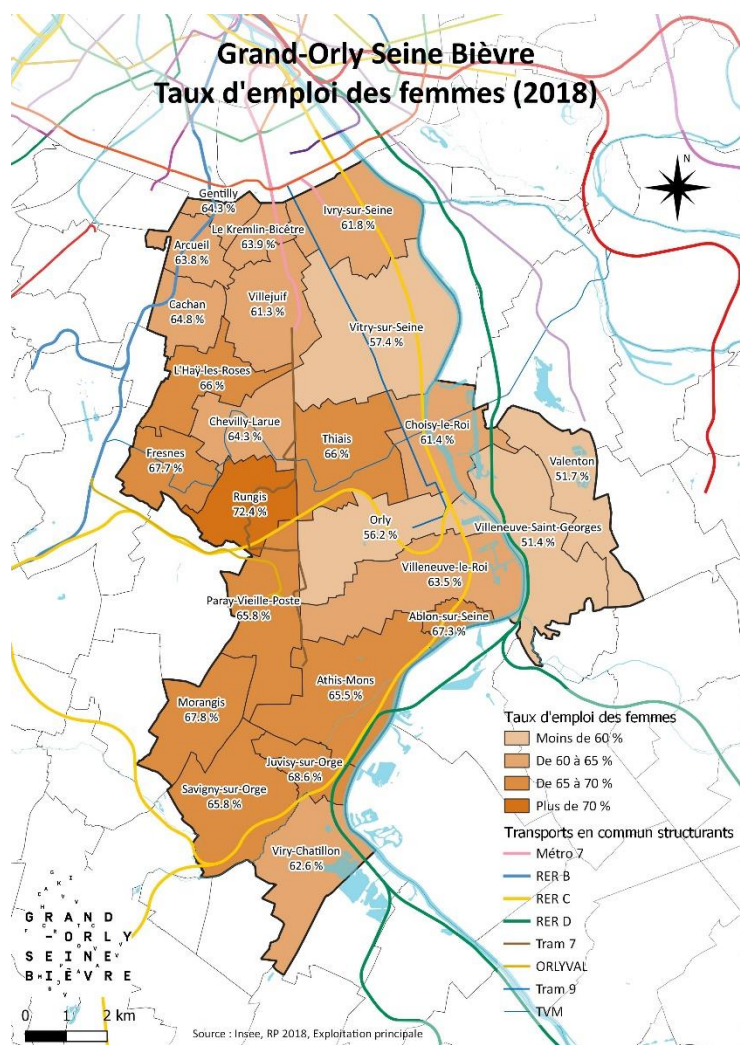 Grand-Orly Seine Bièvre
Taux d'emploi des femmes (2018)
N
Gentilly
64.3 %
Ivry-sur-Seine
61.8 %
Le Kremlin-Bicêtre
63.9 %
Arcueil
63.8 %
Cachan
64.8 %
Villejuif
61.3 %
Vitry-sur-Seine
57.4 %
L'Haÿ-les-Roses
66 %
Chevilly-Larue
64.3 %
Thiais
66 %
Choisy-le-Roi
61.4 %
Fresnes
67.7 %
Valenton
51.7 %
Rungis
72.4 %
Orly
56.2 %
Villeneuve-Saint-Georges
51.4 %
Villeneuve-le-Roi
63.5 %
Paray-Vieille-Poste
65.8 %
Ablon-sur-Seine
67.3 %
Athis-Mons
65.5 %
Morangis
67.8 %
Juvisy-sur-Orge
68.6 %
Savigny-sur-Orge
65.8 %
Viry-Chatillon
62.6 %
Taux d'emploi des femmes
Moins de 60 %
De 60 à 65 %
De 65 à 70 %
Plus de 70 %
Transports en commun structurants
Métro 7
RER B
RER C
RER D
Tram 7
ORLYVAL
Tram 9
TVM
GRAND
-ORLY
SEINE
BIÈVRE
0 1 2 km
Source : Insee, RP 2018, Exploitation principale